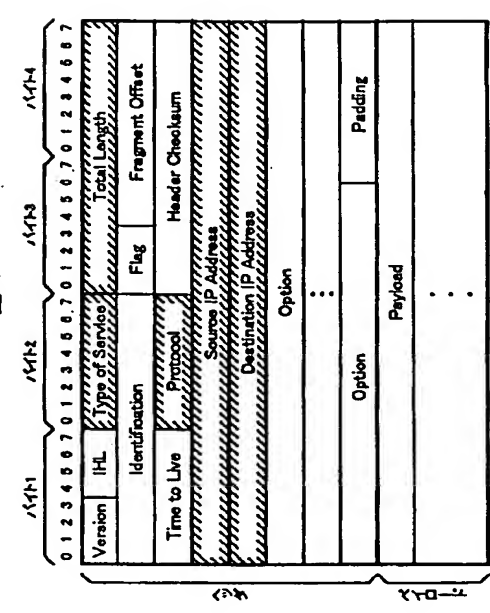 バイト1 バイト2 バイト3 バイト4
0 1 2 3 4 5 6 7 0 1 2 3 4 5 6 7 0 1 2 3 4 5 6 7 0 1 2 3 4 5 6 7
Version IHL Type of Service Total Length
Identification Flag Fragment Offset
Time to Live Protocol Header Checksum
Source IP Address
Destination IP Address
Option
Option Padding
Payload
ヘッダ
ペイロード